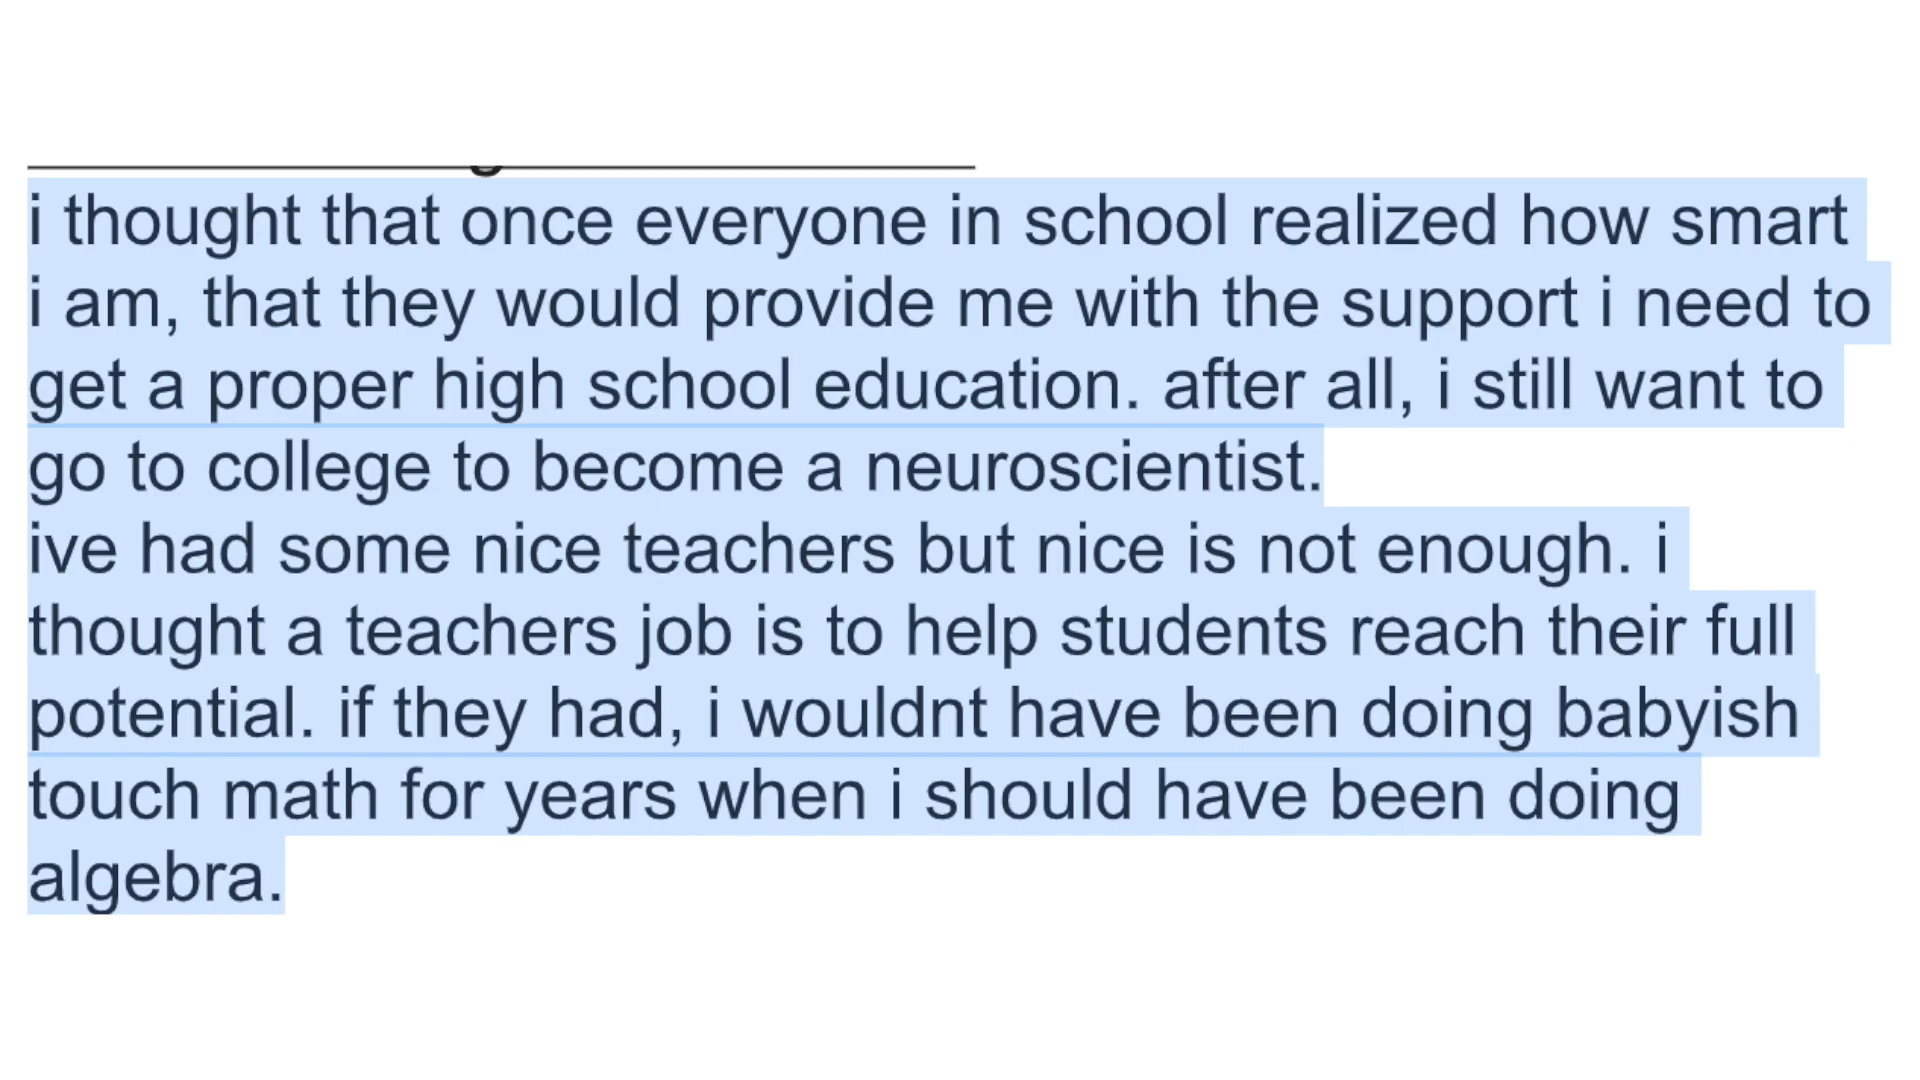 i thought that once everyone in school realized how smart
i am, that they would provide me with the support i need to
get a proper high school education. after all, i still want to
go to college to become a neuroscientist.
ive had some nice teachers but nice is not enough. i
thought a teachers job is to help students reach their full
potential. if they had, i wouldnt have been doing babyish
touch math for years when i should have been doing
algebra.